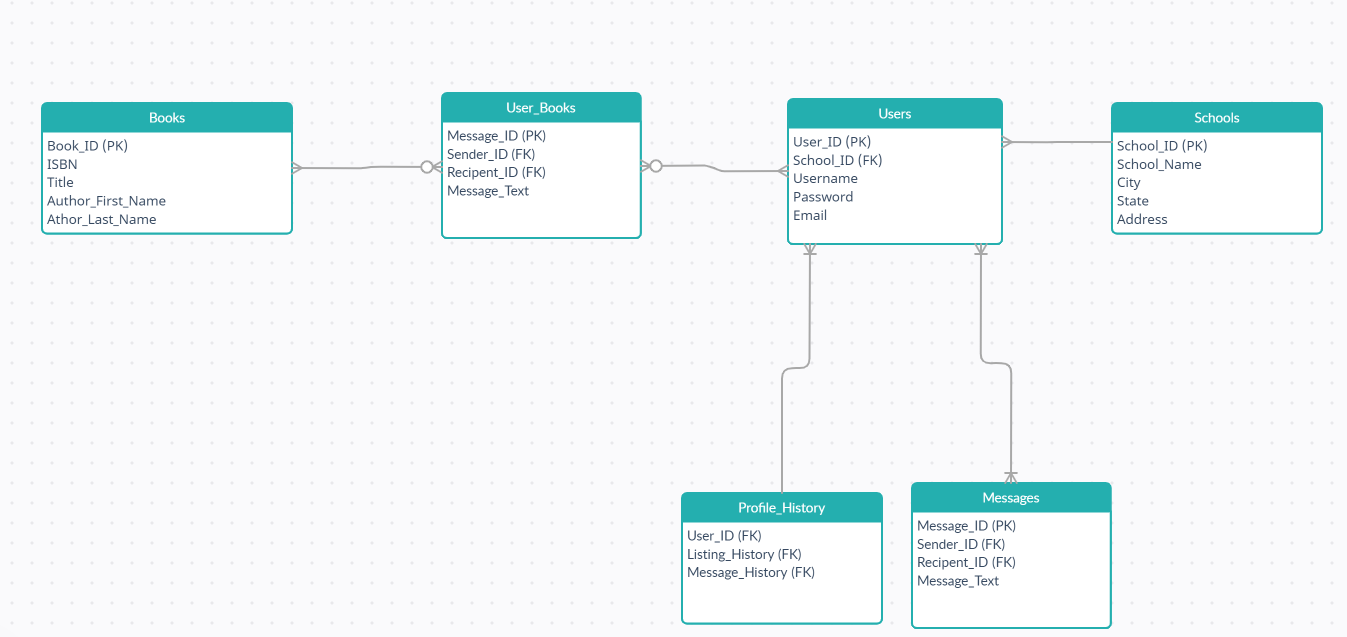 Books
Book_ID (PK)
ISBN
Title
Author_First_Name
Athor_Last_Name
User_Books
Message_ID (PK)
Sender_ID (FK)
Recipent_ID (FK)
Message_Text
Users
User_ID (PK)
School_ID (FK)
Username
Password
Email
Schools
School_ID (PK)
School_Name
City
State
Address
Profile_History
User_ID (FK)
Listing_History (FK)
Message_History (FK)
Messages
Message_ID (PK)
Sender_ID (FK)
Recipent_ID (FK)
Message_Text